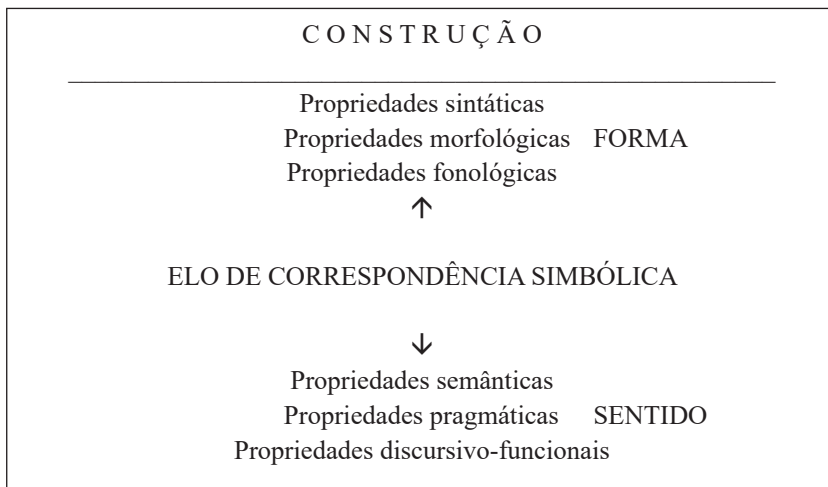 C O N S T R U Ç Ã O
Propriedades sintáticas
Propriedades morfológicas FORMA
Propriedades fonológicas
↑
ELO DE CORRESPONDÊNCIA SIMBÓLICA
↓
Propriedades semânticas
Propriedades pragmáticas SENTIDO
Propriedades discursivo-funcionais